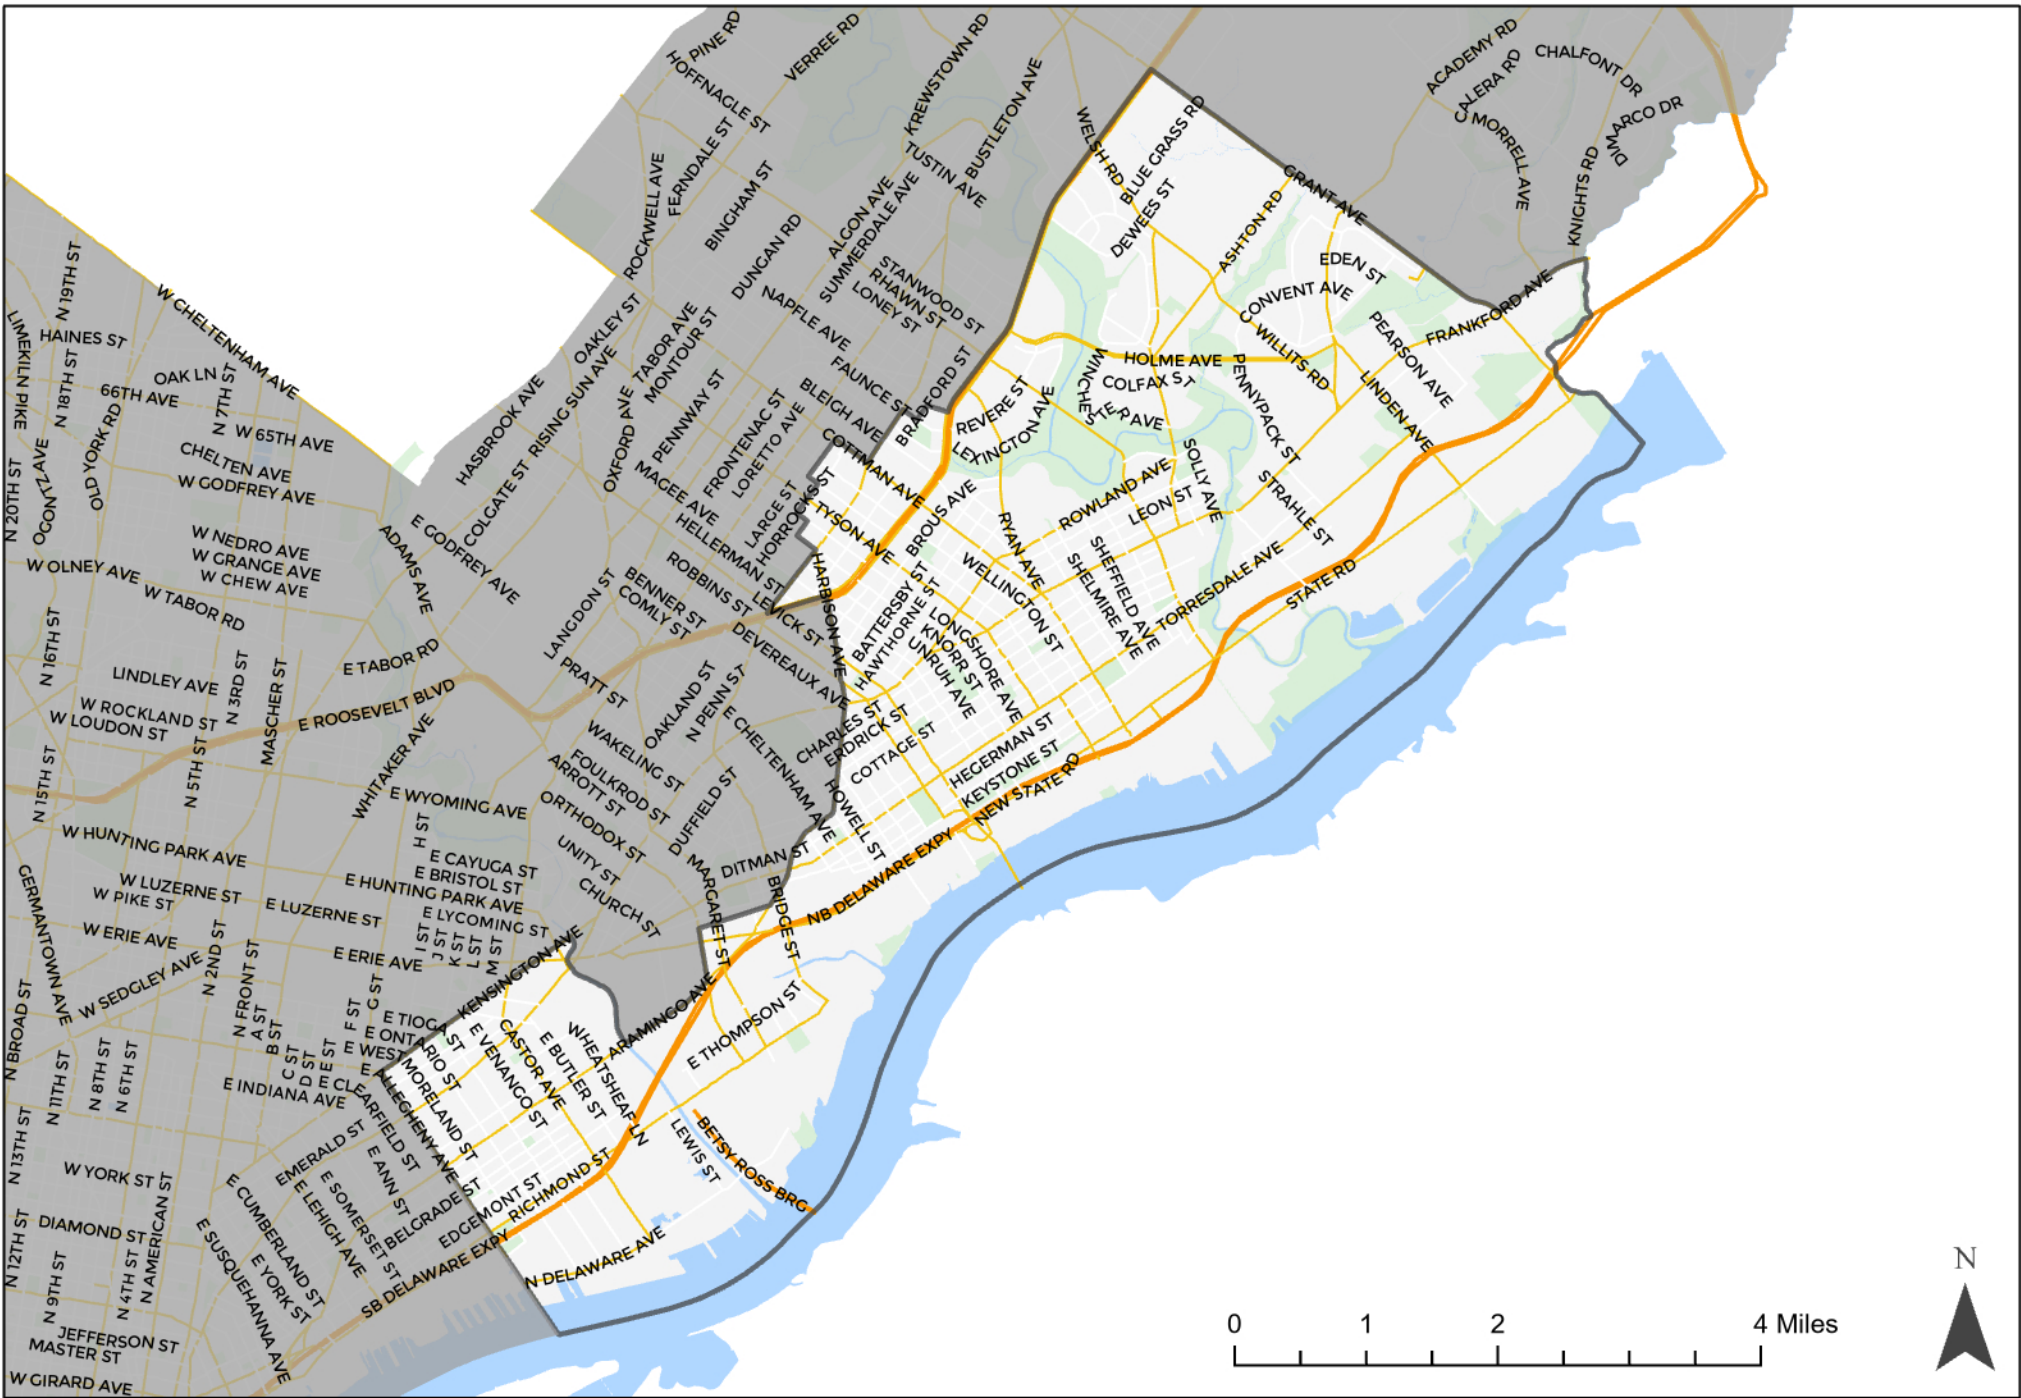 PINE RD
HOFFNAGLE ST
VERREE RD
KREWSTOWN RD
BUSTLETON AVE
TUSTIN AVE
FERNDALE ST
ROCKWELL AVE
BINGHAM ST
ALGON AVE
SUMMERDALE AVE
DUNGAN RD
STANWOOD ST
RHAWN ST
LONEY ST
NAPFLE AVE
FAUNCE ST
BLEIGH AVE
BRADFORD ST
WELSH RD
BLUE GRASS RD
DEWEES ST
ASHTON RD
GRANT AVE
ACADEMY RD
CALERA RD
CHALFONT DR
DIMARCO DR
MORRELL AVE
KNIGHTS RD
EDEN ST
CONVENT AVE
WILLITS RD
PEARSON AVE
FRANKFORD AVE
LINDEN AVE
HOLME AVE
COLFAX ST
WINCHESTER AVE
PENNYPACK ST
REVERE ST
LEXINGTON AVE
SOLLY AVE
ROWLAND AVE
LEON ST
STRAHLE ST
RYAN AVE
SHEFFIELD AVE
SHELMIRE AVE
TORRESDALE AVE
STATE RD
WELLINGTON ST
BROUS AVE
COTTMAN AVE
TYSON AVE
HARBISON AVE
BATTERSBY ST
HAWTHORNE ST
LONGSHORE AVE
KNORR ST
UNRUH AVE
CHARLES ST
ERDRICK ST
COTTAGE ST
HEGERMAN ST
KEYSTONE ST
NEW STATE RD
NB DELAWARE EXPY
HOWELL ST
DITMAN ST
BRIDGE ST
MARGARET ST
E THOMPSON ST
ARAMINGO AVE
N 19TH ST
W CHELTENHAM AVE
LIMEKILN PIKE
HAINES ST
N 18TH ST
OAK LN
66TH AVE
N 7TH ST
OLD YORK RD
W 65TH AVE
CHELTEN AVE
W GODFREY AVE
N 20TH ST
OGONTZ AVE
W NEDRO AVE
W GRANGE AVE
W CHEW AVE
W OLNEY AVE
W TABOR RD
N 16TH ST
LINDLEY AVE
N 3RD ST
MASCHER ST
E TABOR RD
W ROCKLAND ST
W LOUDON ST
E ROOSEVELT BLVD
N 15TH ST
N 5TH ST
WHITAKER AVE
OAKLEY ST
TABOR AVE
MONTOUR ST
HASBROOK AVE
RISING SUN AVE
COLGATE ST
OXFORD AVE
PENNWAY ST
FRONTENAC ST
LORETTO AVE
MAGEE AVE
LARGE ST
HORROCKS ST
HELLERMAN ST
ROBBINS ST
LEVICK ST
BENNER ST
COMLY ST
DEVEREAUX AVE
LANGDON ST
ADAMS AVE
E GODFREY AVE
PRATT ST
OAKLAND ST
N PENN ST
E CHELTENHAM AVE
WAKELING ST
FOULKROD ST
ARROTT ST
DUFFIELD ST
ORTHODOX ST
UNITY ST
CHURCH ST
E WYOMING AVE
H ST
E CAYUGA ST
E BRISTOL ST
W HUNTING PARK AVE
E HUNTING PARK AVE
GERMANTOWN AVE
W LUZERNE ST
W PIKE ST
E LUZERNE ST
E LYCOMING ST
W ERIE AVE
E ERIE AVE
I ST
J ST
K ST
L ST
M ST
KENSINGTON AVE
W SEDGLEY AVE
N 2ND ST
N FRONT ST
A ST
B ST
C ST
D ST
E ST
F ST
G ST
N BROAD ST
N 11TH ST
N 8TH ST
N 6TH ST
E TIOGA ST
E ONTARIO ST
E WESTMORELAND ST
E ALLEGHENY AVE
E CLEARFIELD ST
E INDIANA AVE
E VENANGO ST
CASTOR AVE
E BUTLER ST
WHEATSHEAF LN
LEWIS ST
BETSY ROSS BRG
N 13TH ST
W YORK ST
EMERALD ST
E ANN ST
E SOMERSET ST
E LEHIGH AVE
E CUMBERLAND ST
E YORK ST
E SUSQUEHANNA AVE
BELGRADE ST
EDGEMONT ST
RICHMOND ST
SB DELAWARE EXPY
N DELAWARE AVE
N 12TH ST
DIAMOND ST
N AMERICAN ST
N 4TH ST
N 9TH ST
JEFFERSON ST
MASTER ST
W GIRARD AVE
N
0 1 2 4 Miles